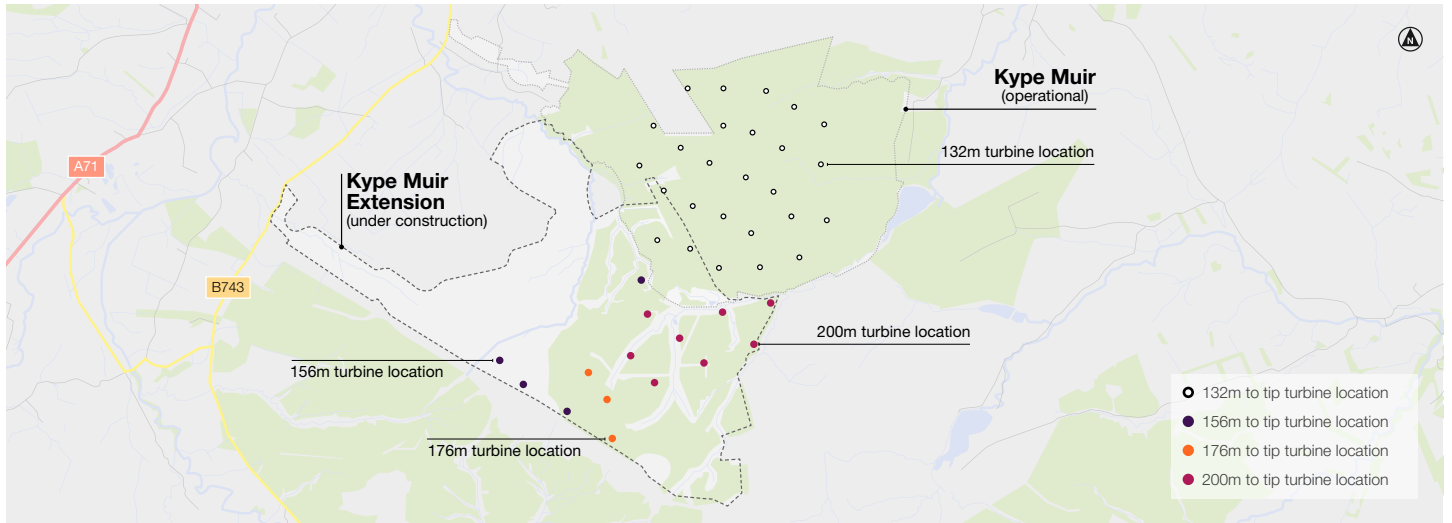 N
Kype Muir
(operational)
132m turbine location
A71
Kype Muir
Extension
(under construction)
B743
200m turbine location
156m turbine location
176m turbine location
132m to tip turbine location
156m to tip turbine location
176m to tip turbine location
200m to tip turbine location